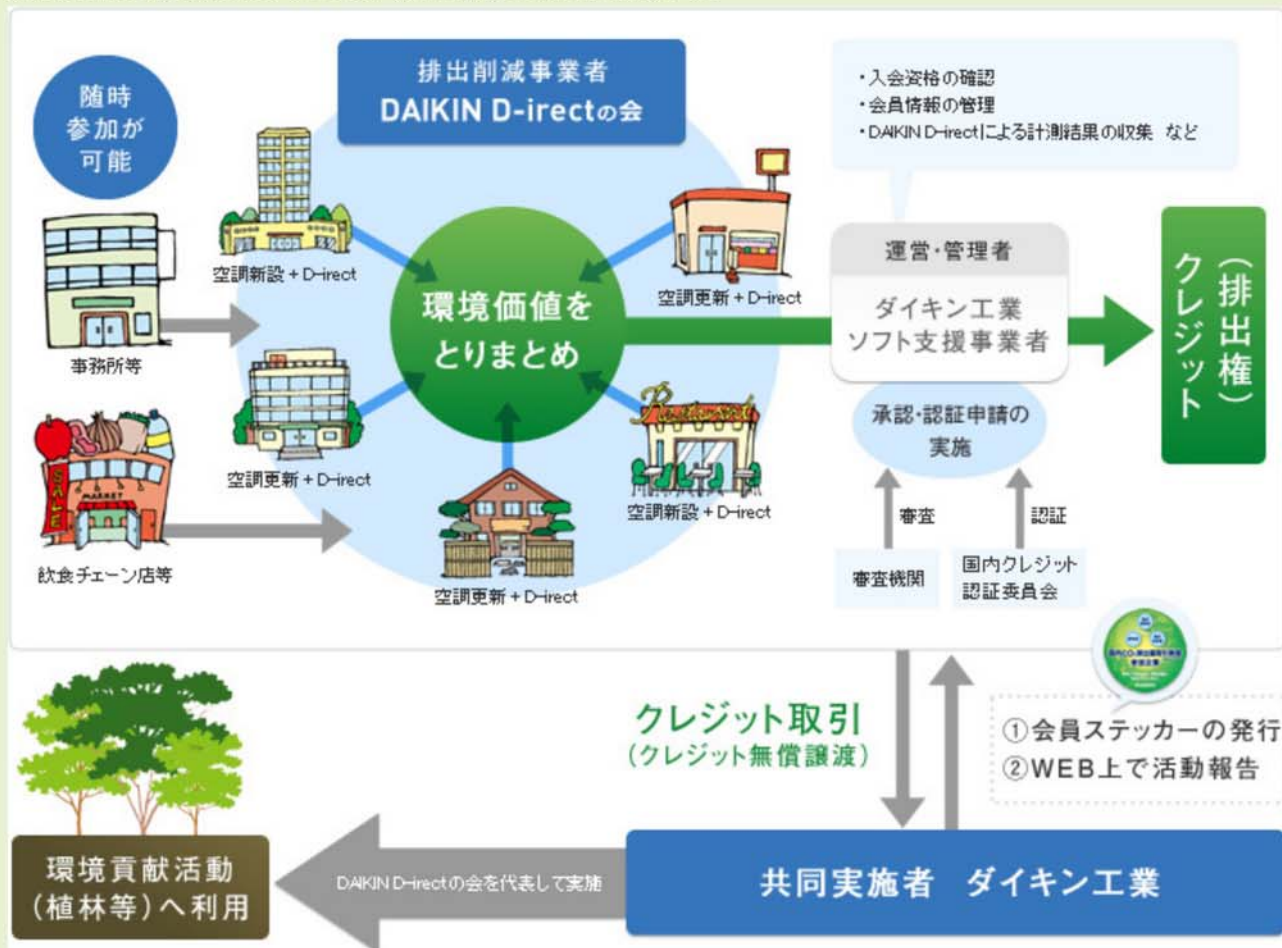 随時
参加が
可能
排出削減事業者
DAIKIN D-irectの会
・入会資格の確認
・会員情報の管理
・DAIKIN D-irectによる計測結果の収集 など
空調新設 + D-irect
空調更新 + D-irect
環境価値を
とりまとめ
運営・管理者
ダイキン工業
ソフト支援事業者
クレジット
(排出権)
事務所等
空調更新 + D-irect
Restaurant
空調新設 + D-irect
承認・認証申請の
実施
SALE
MARKET
飲食チェーン店等
空調更新 + D-irect
審査
認証
審査機関
国内クレジット
認証委員会
クレジット取引
(クレジット無償譲渡)
①会員ステッカーの発行
②WEB上で活動報告
環境貢献活動
(植林等)へ利用
DAIKIN D-irectの会を代表して実施
共同実施者 ダイキン工業